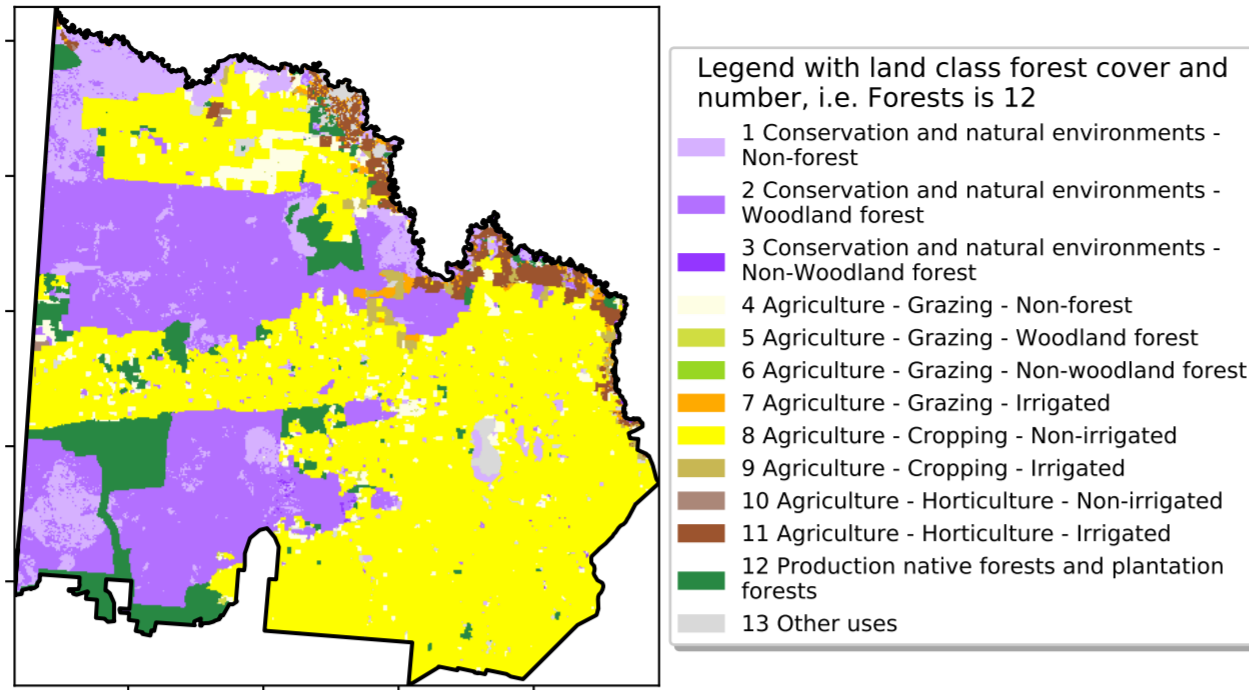 Legend with land class forest cover and
number, i.e. Forests is 12
1 Conservation and natural environments -
Non-forest
2 Conservation and natural environments -
Woodland forest
3 Conservation and natural environments -
Non-Woodland forest
4 Agriculture - Grazing - Non-forest
5 Agriculture - Grazing - Woodland forest
6 Agriculture - Grazing - Non-woodland forest
7 Agriculture - Grazing - Irrigated
8 Agriculture - Cropping - Non-irrigated
9 Agriculture - Cropping - Irrigated
10 Agriculture - Horticulture - Non-irrigated
11 Agriculture - Horticulture - Irrigated
12 Production native forests and plantation
forests
13 Other uses